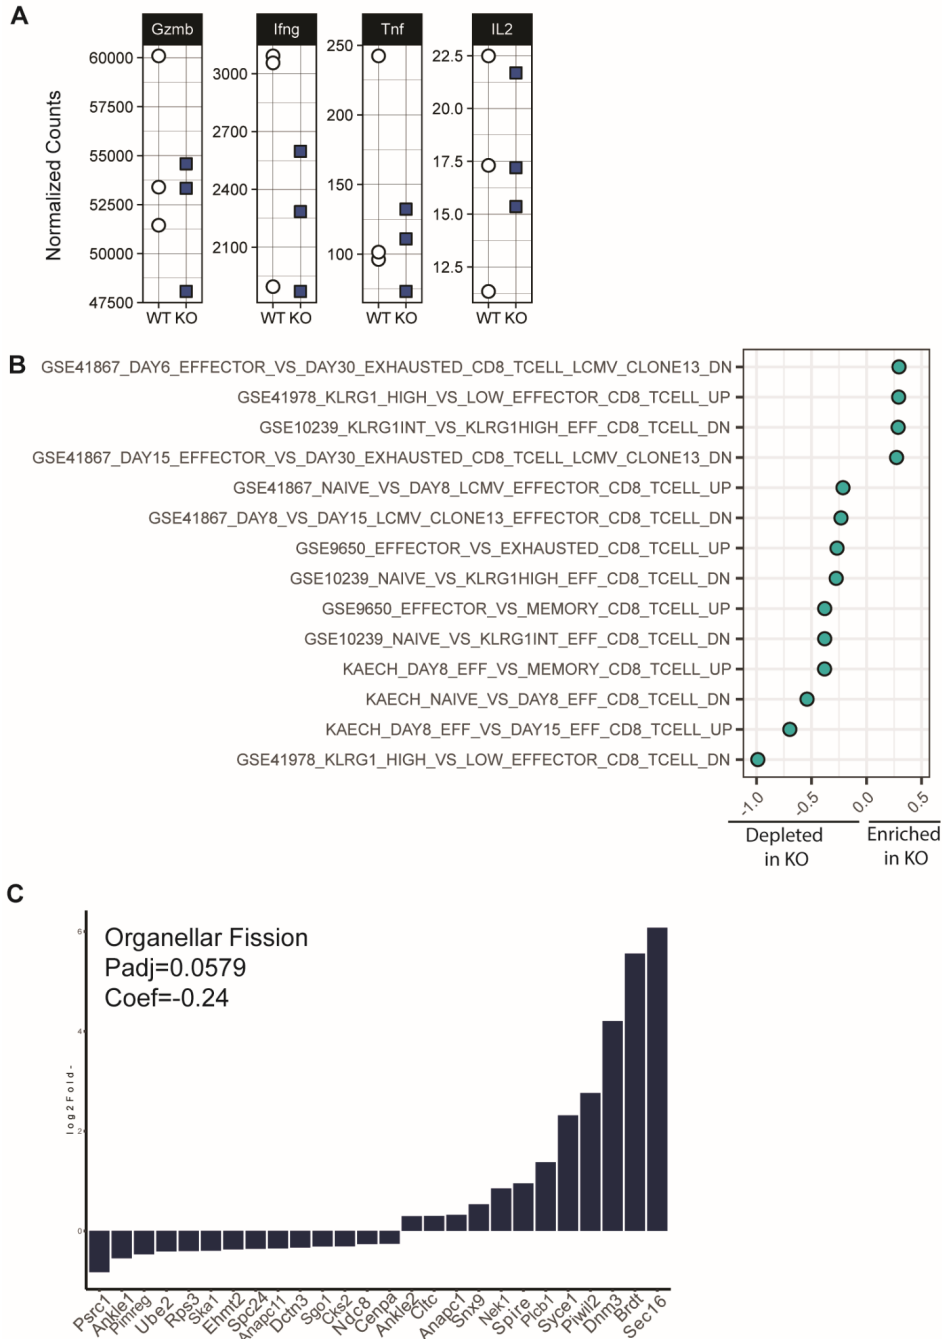 A
Gzmb
Ifng
Tnf
IL2
Normalized Counts
60000
57500
55000
52500
50000
47500
3000
2700
2400
2100
250
200
150
100
22.5
20.0
17.5
15.0
12.5
WT KO
WT KO
WT KO
WT KO
B
GSE41867_DAY6_EFFECTOR_VS_DAY30_EXHAUSTED_CD8_TCELL_LCMV_CLONE13_DN
GSE41978_KLRG1_HIGH_VS_LOW_EFFECTOR_CD8_TCELL_UP
GSE10239_KLRG1INT_VS_KLRG1HIGH_EFF_CD8_TCELL_DN
GSE41867_DAY15_EFFECTOR_VS_DAY30_EXHAUSTED_CD8_TCELL_LCMV_CLONE13_DN
GSE41867_NAIVE_VS_DAY8_LCMV_EFFECTOR_CD8_TCELL_UP
GSE41867_DAY8_VS_DAY15_LCMV_CLONE13_EFFECTOR_CD8_TCELL_DN
GSE9650_EFFECTOR_VS_EXHAUSTED_CD8_TCELL_UP
GSE10239_NAIVE_VS_KLRG1HIGH_EFF_CD8_TCELL_DN
GSE9650_EFFECTOR_VS_MEMORY_CD8_TCELL_UP
GSE10239_NAIVE_VS_KLRG1INT_EFF_CD8_TCELL_DN
KAECH_DAY8_EFF_VS_MEMORY_CD8_TCELL_UP
KAECH_NAIVE_VS_DAY8_EFF_CD8_TCELL_DN
KAECH_DAY8_EFF_VS_DAY15_EFF_CD8_TCELL_UP
GSE41978_KLRG1_HIGH_VS_LOW_EFFECTOR_CD8_TCELL_DN
-1.0
-0.5
0.0
0.5
Depleted
in KO
Enriched
in KO
C
Organellar Fission
Padj=0.0579
Coef=-0.24
log2Fold-
6
4
2
0
Psrc1
Ankle1
Pimreg
Ube2
Rps3
Ska1
Ehmt2
Spc24
Anapc11
Dctn3
Sgo1
Cks2
Ndc8
Cenpa
Ankle2
Cltc
Anapc1
Snx9
Nek1
Spire
Plcb1
Syce1
Piwil2
Dnm3
Brdt
Sec16